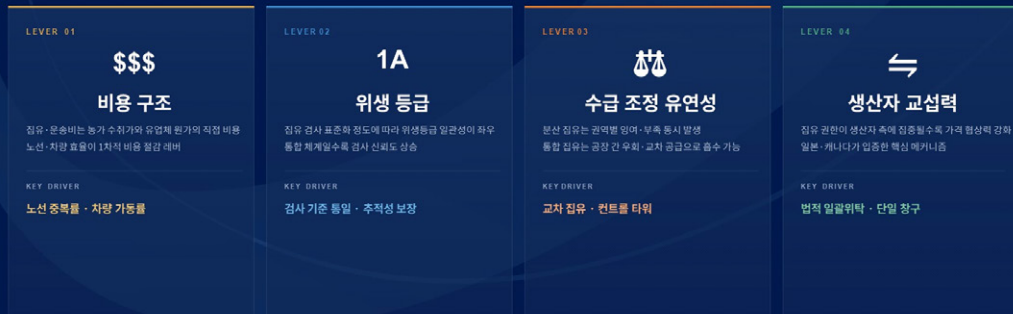 LEVER 01
$$$
비용 구조
집유·운송비는 농가 수취가와 유업체 원가의 직접 비용
노선·차량 효율이 1차적 비용 절감 레버
KEY DRIVER
노선 중복률 · 차량 가동률
LEVER 02
1A
위생 등급
집유 검사 표준화 정도에 따라 위생등급 일관성이 좌우
통합 체계일수록 검사 신뢰도 상승
KEY DRIVER
검사 기준 통일 · 추적성 보장
LEVER 03
수급 조정 유연성
분산 집유는 권역별 잉여·부족 동시 발생
통합 집유는 공장 간 우회·교차 공급으로 흡수 가능
KEY DRIVER
교차 집유 · 컨트롤 타워
LEVER 04
생산자 교섭력
집유 권한이 생산자 측에 집중될수록 가격 협상력 강화
일본·캐나다가 입증한 핵심 메커니즘
KEY DRIVER
법적 일괄위탁 · 단일 창구